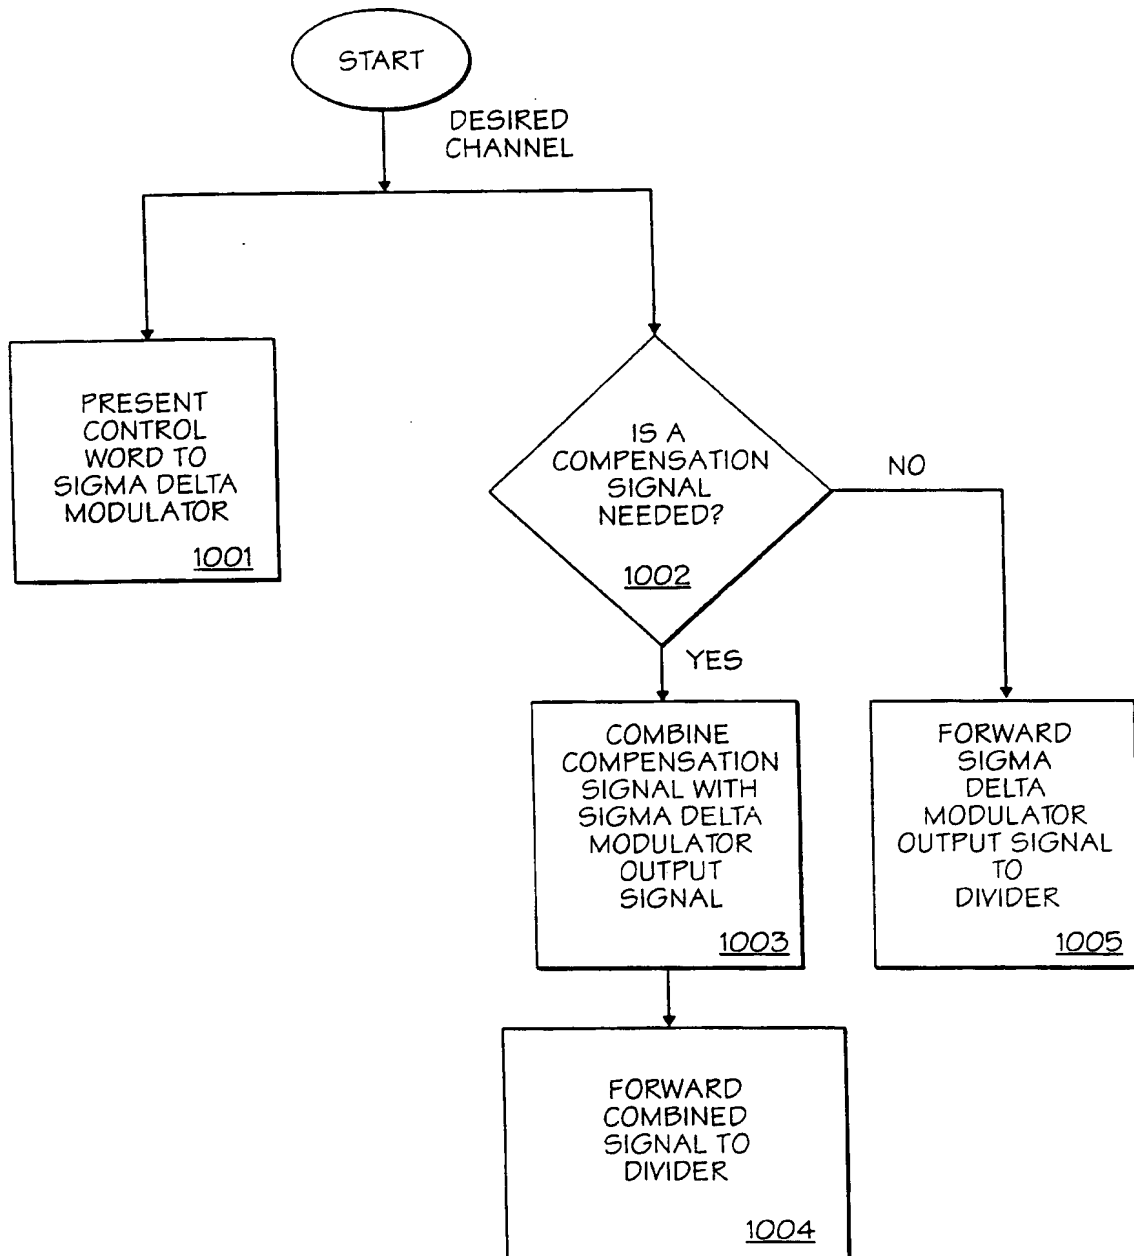 START
DESIRED
CHANNEL
PRESENT
CONTROL
WORD TO
SIGMA DELTA
MODULATOR
1001
IS A
COMPENSATION
SIGNAL
NEEDED?
1002
NO
YES
COMBINE
COMPENSATION
SIGNAL WITH
SIGMA DELTA
MODULATOR
OUTPUT
SIGNAL
1003
FORWARD
SIGMA
DELTA
MODULATOR
OUTPUT SIGNAL
TO
DIVIDER
1005
FORWARD
COMBINED
SIGNAL TO
DIVIDER
1004